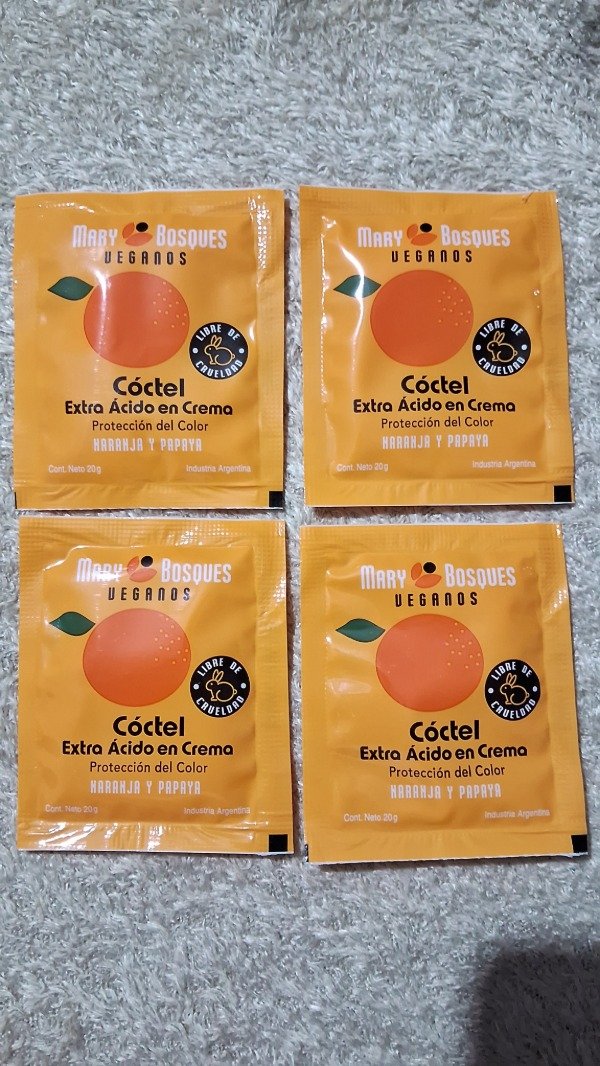 MARY BOSQUES
VEGANOS
LIBRE DE
CRUELDAD
Cóctel
Extra Ácido en Crema
Protección del Color
NARANJA Y PAPAYA
Cont. Neto 20g Industria Argentina
MARY BOSQUES
VEGANOS
LIBRE DE
CRUELDAD
Cóctel
Extra Ácido en Crema
Protección del Color
NARANJA Y PAPAYA
Cont. Neto 20g Industria Argentina
MARY BOSQUES
VEGANOS
LIBRE DE
CRUELDAD
Cóctel
Extra Ácido en Crema
Protección del Color
NARANJA Y PAPAYA
Cont. Neto 20g Industria Argentina
MARY BOSQUES
VEGANOS
LIBRE DE
CRUELDAD
Cóctel
Extra Ácido en Crema
Protección del Color
NARANJA Y PAPAYA
Cont. Neto 20g Industria Argentina